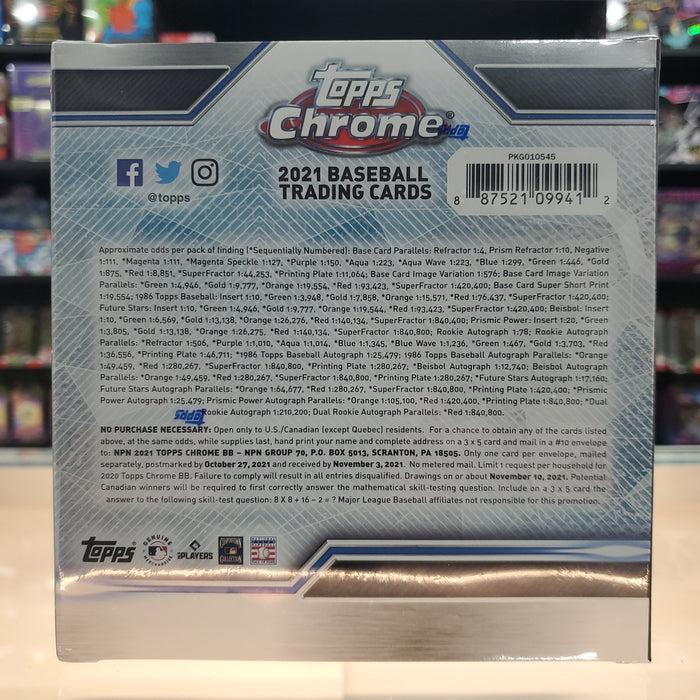 Topps
Chrome®
2021 BASEBALL
TRADING CARDS
@topps
PKG010545
8 87521 09941 2
Approximate odds per pack of finding (*Sequentially Numbered): Base Card Parallels: Refractor 1:4, Prism Refractor 1:10, Negative
1:111, *Magenta 1:111, *Magenta Speckle 1:127, *Purple 1:150, *Aqua 1:223, *Aqua Wave 1:223, *Blue 1:299, *Green 1:446, *Gold
1:875, *Red 1:8,851, *SuperFractor 1:44,253, *Printing Plate 1:11,064; Base Card Image Variation 1:576; Base Card Image Variation
Parallels: *Green 1:4,946, *Gold 1:9,777, *Orange 1:19,554, *Red 1:93,423, *SuperFractor 1:420,400; Base Card Super Short Print
1:19,554; 1986 Topps Baseball: Insert 1:10, *Green 1:3,948, *Gold 1:7,858, *Orange 1:15,571, *Red 1:76,437, *SuperFractor 1:420,400;
Future Stars: Insert 1:10, *Green 1:4,946, *Gold 1:9,777, *Orange 1:19,544, *Red 1:93,423, *SuperFractor 1:420,400; Beisbol: Insert
1:10, *Green 1:6,569, *Gold 1:13,138, *Orange 1:26,276, *Red 1:140,134, *SuperFractor 1:840,800; Prismic Power: Insert 1:20, *Green
1:3,805, *Gold 1:13,138, *Orange 1:26,275, *Red 1:140,134, *SuperFractor 1:840,800; Rookie Autograph 1:78; Rookie Autograph
Parallels: *Refractor 1:506, *Purple 1:1,010, *Aqua 1:1,014, *Blue 1:1,345, *Blue Wave 1:1,236, *Green 1:467, *Gold 1:3,703, *Red
1:36,556, *Printing Plate 1:46,711; *1986 Topps Baseball Autograph 1:25,479; 1986 Topps Baseball Autograph Parallels: *Orange
1:49,459, *Red 1:280,267, *SuperFractor 1:840,800, *Printing Plate 1:280,267; *Beisbol Autograph 1:12,740; Beisbol Autograph
Parallels: *Orange 1:49,459, *Red 1:280,267, *SuperFractor 1:840,800, *Printing Plate 1:280,267; *Future Stars Autograph 1:17,160;
Future Stars Autograph Parallels: *Orange 1:64,677, *Red 1:280,267, *SuperFractor 1:840,800, *Printing Plate 1:420,400; *Prismic
Power Autograph 1:25,479; Prismic Power Autograph Parallels: *Orange 1:105,100, *Red 1:420,400, *Printing Plate 1:840,800; *Dual
Rookie Autograph 1:210,200; Dual Rookie Autograph Parallels: *Red 1:840,800.
NO PURCHASE NECESSARY: Open only to U.S./Canadian (except Quebec) residents. For a chance to obtain any of the cards listed
above, at the same odds, while supplies last, hand print your name and complete address on a 3 x 5 card and mail in a #10 envelope
to: NPN 2021 TOPPS CHROME BB – NPN GROUP 70, P.O. BOX 5013, SCRANTON, PA 18505. Only one card per envelope, mailed
separately, postmarked by October 27, 2021 and received by November 3, 2021. No metered mail. Limit 1 request per household for
2020 Topps Chrome BB. Failure to comply will result in all entries disqualified. Drawings on or about November 10, 2021. Potential
Canadian winners will be required to first correctly answer the mathematical skill-testing question. Include on a 3 x 5 card the
answer to the following skill-test question: 8 X 8 + 16 – 2 = ? Major League Baseball affiliates not responsible for this promotion.
Topps
GENUINE
MERCHANDISE
PLAYERS
COOPERSTOWN
COLLECTION